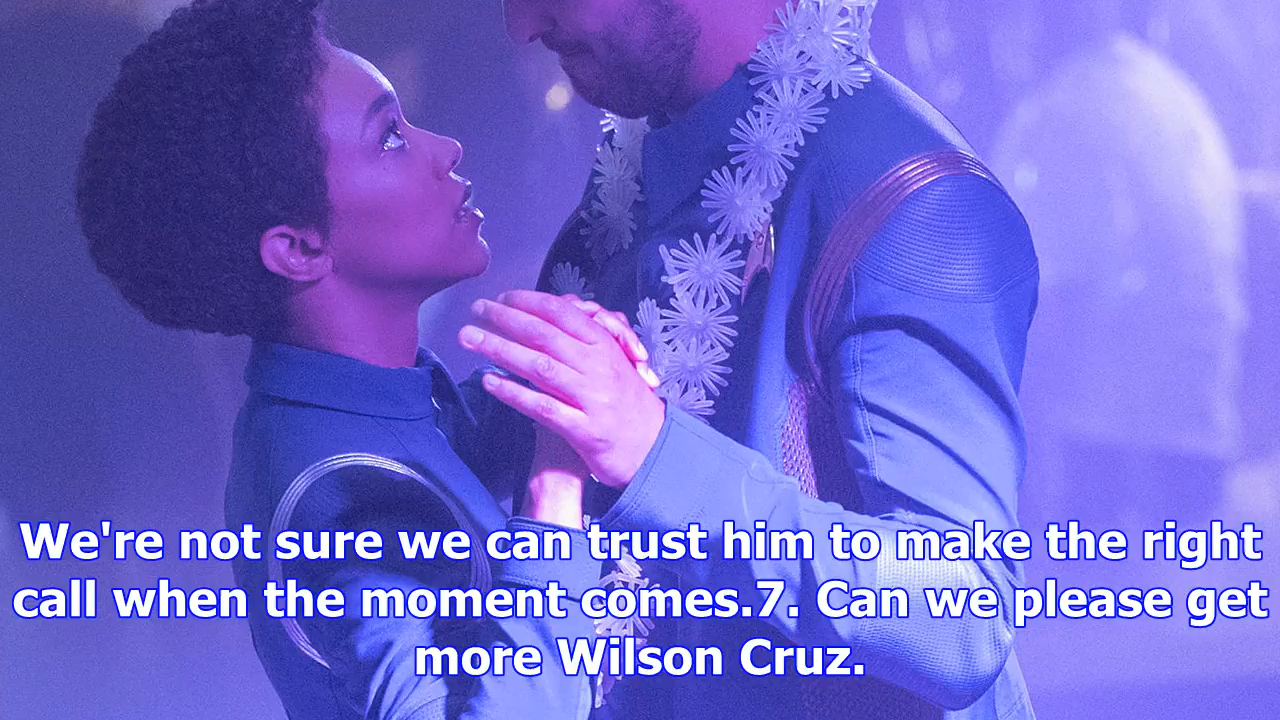 We're not sure we can trust him to make the right
call when the moment comes.7. Can we please get
more Wilson Cruz.